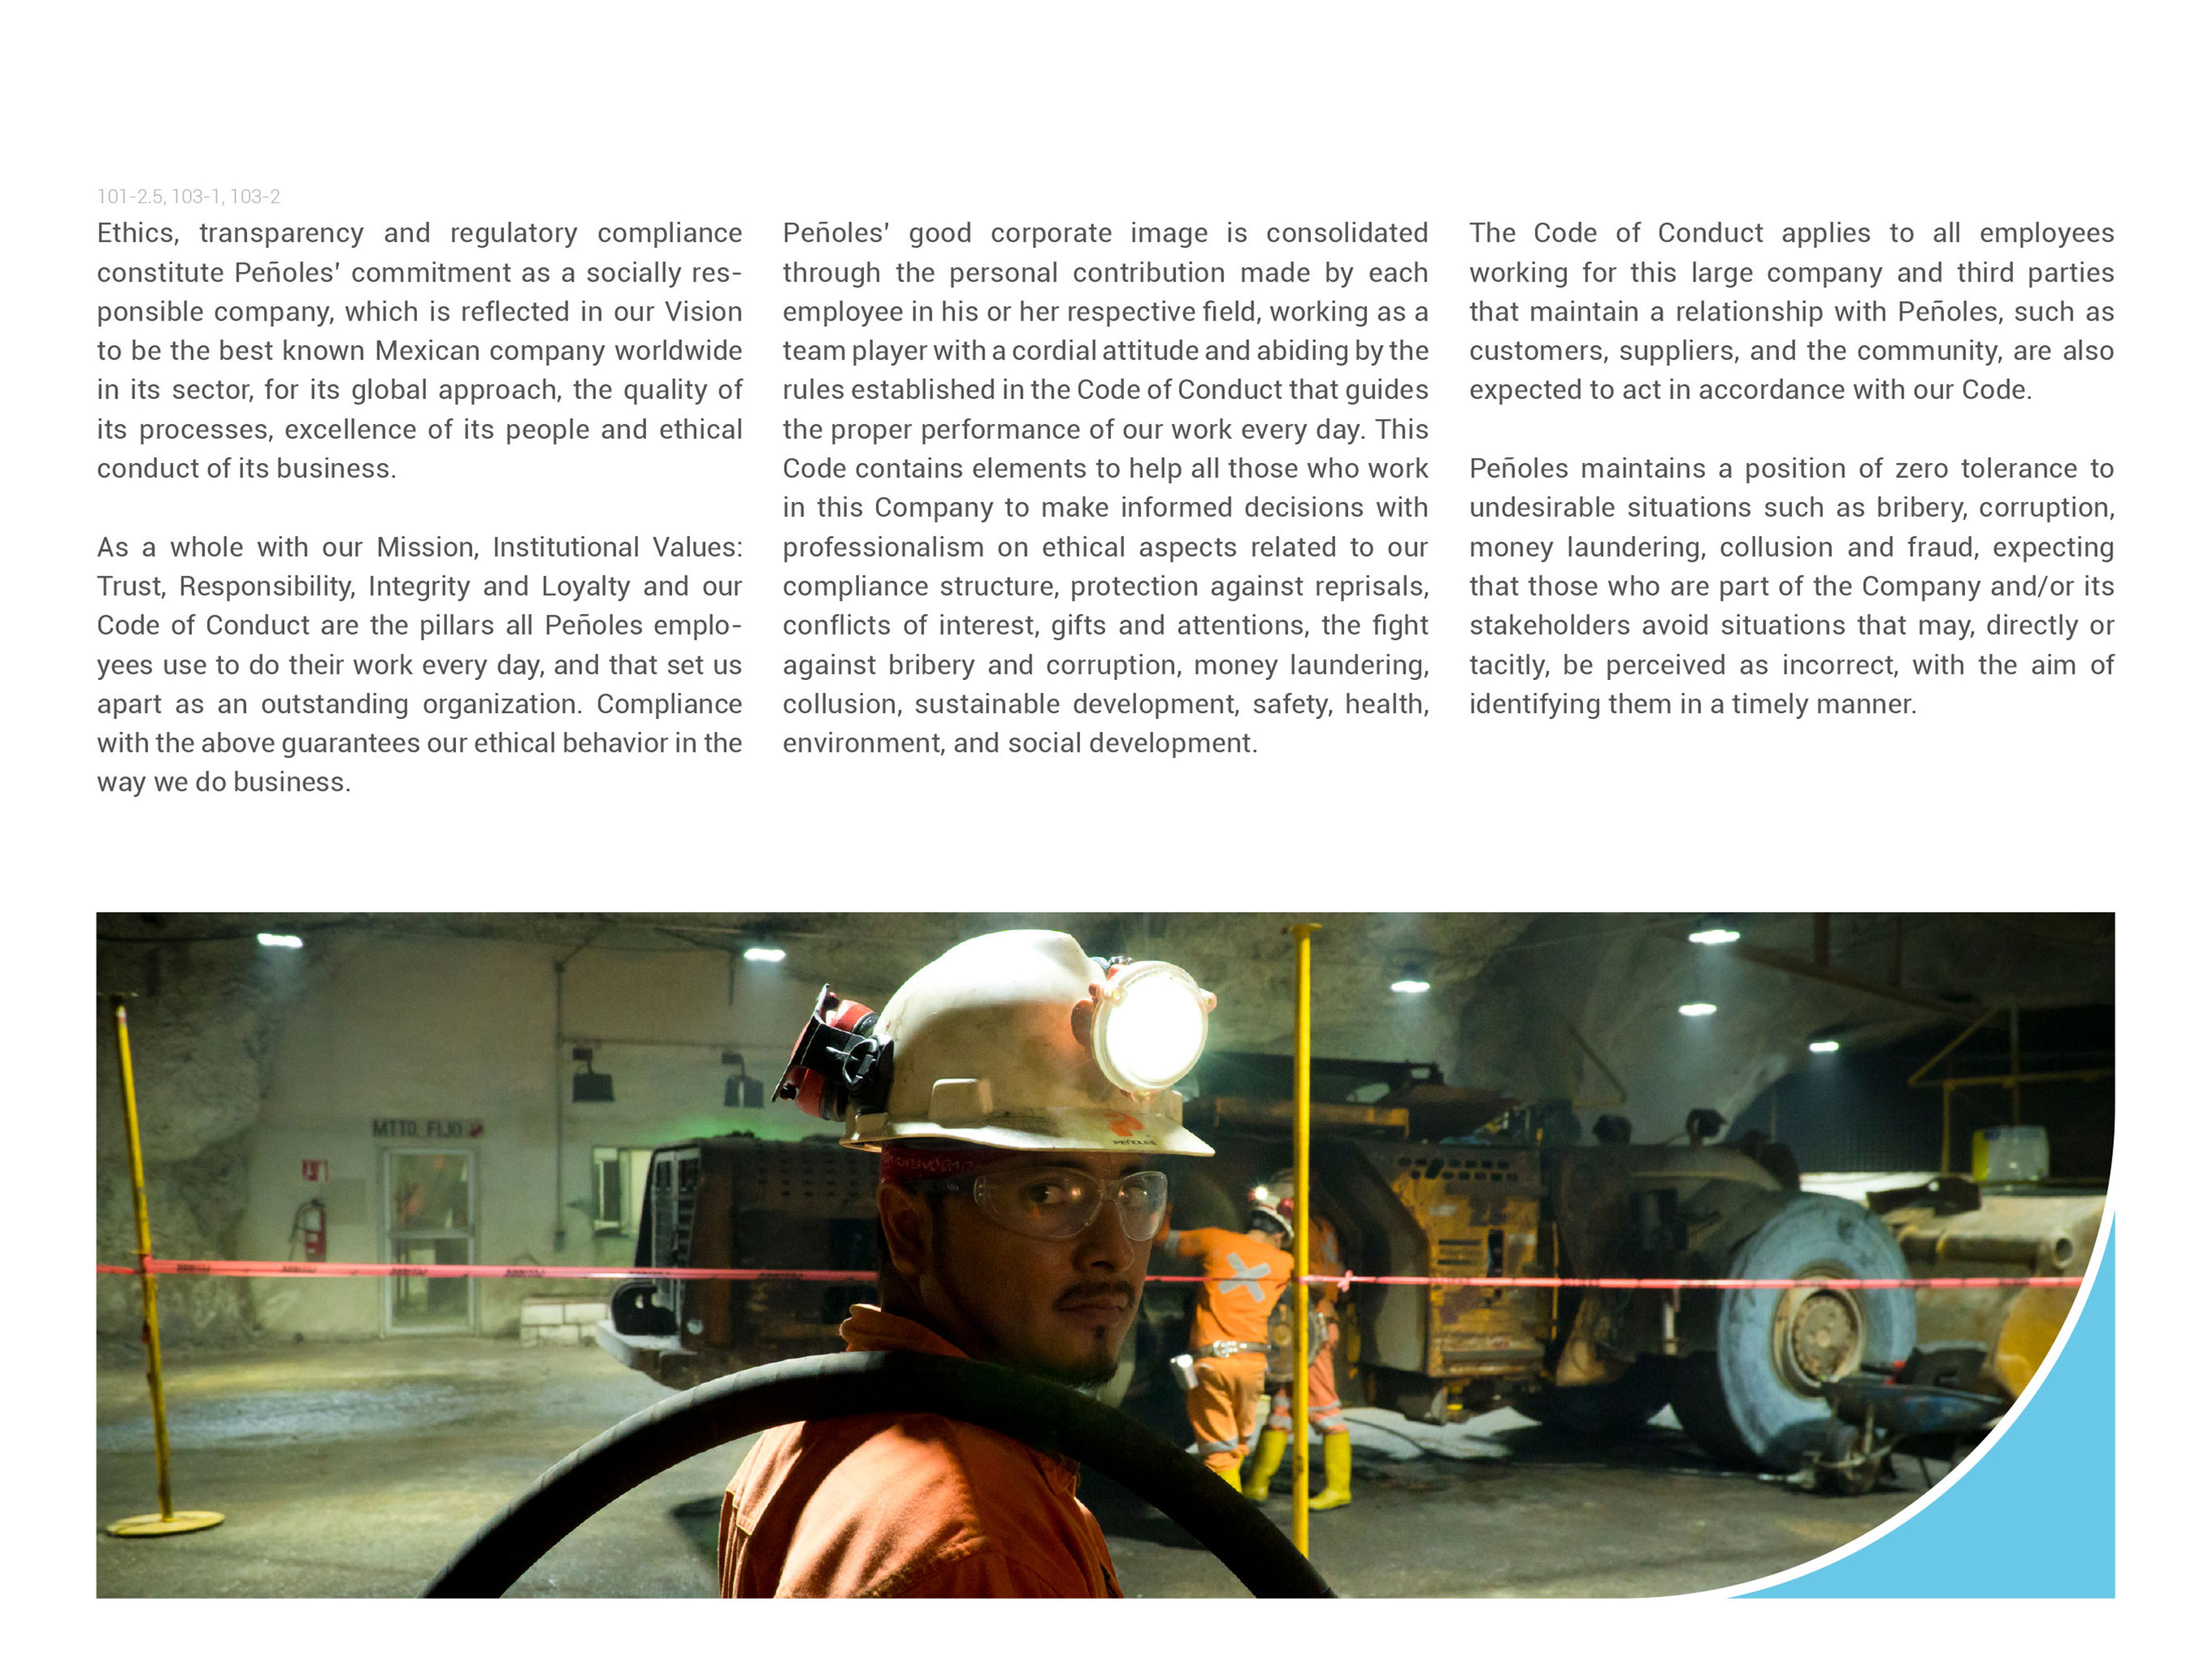 101-2.5, 103-1, 103-2
Ethics, transparency and regulatory compliance
constitute Peñoles' commitment as a socially res-
ponsible company, which is reflected in our Vision
to be the best known Mexican company worldwide
in its sector, for its global approach, the quality of
its processes, excellence of its people and ethical
conduct of its business.
As a whole with our Mission, Institutional Values:
Trust, Responsibility, Integrity and Loyalty and our
Code of Conduct are the pillars all Peñoles emplo-
yees use to do their work every day, and that set us
apart as an outstanding organization. Compliance
with the above guarantees our ethical behavior in the
way we do business.
Peñoles' good corporate image is consolidated
through the personal contribution made by each
employee in his or her respective field, working as a
team player with a cordial attitude and abiding by the
rules established in the Code of Conduct that guides
the proper performance of our work every day. This
Code contains elements to help all those who work
in this Company to make informed decisions with
professionalism on ethical aspects related to our
compliance structure, protection against reprisals,
conflicts of interest, gifts and attentions, the fight
against bribery and corruption, money laundering,
collusion, sustainable development, safety, health,
environment, and social development.
The Code of Conduct applies to all employees
working for this large company and third parties
that maintain a relationship with Peñoles, such as
customers, suppliers, and the community, are also
expected to act in accordance with our Code.
Peñoles maintains a position of zero tolerance to
undesirable situations such as bribery, corruption,
money laundering, collusion and fraud, expecting
that those who are part of the Company and/or its
stakeholders avoid situations that may, directly or
tacitly, be perceived as incorrect, with the aim of
identifying them in a timely manner.
MTTO. FIJO
PEÑOLES